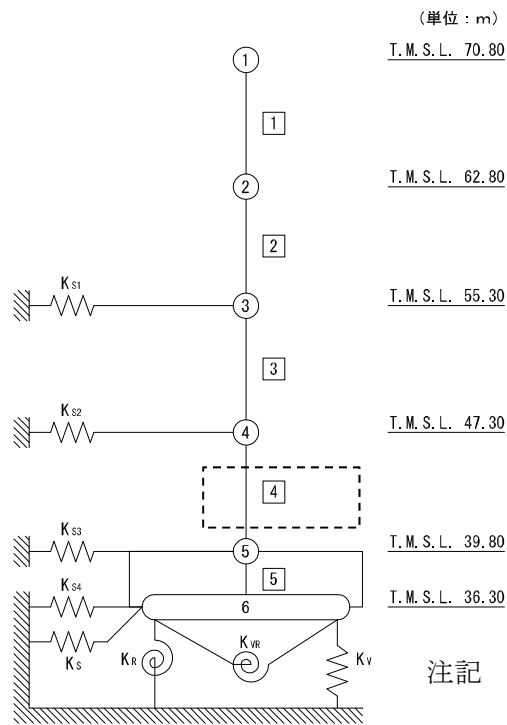 (単位：m)
T.M.S.L. 70.80
1
1
T.M.S.L. 62.80
2
2
T.M.S.L. 55.30
KS1
3
3
T.M.S.L. 47.30
KS2
4
4
T.M.S.L. 39.80
KS3
5
5
T.M.S.L. 36.30
KS4
6
KS
KR
KVR
KV
注記